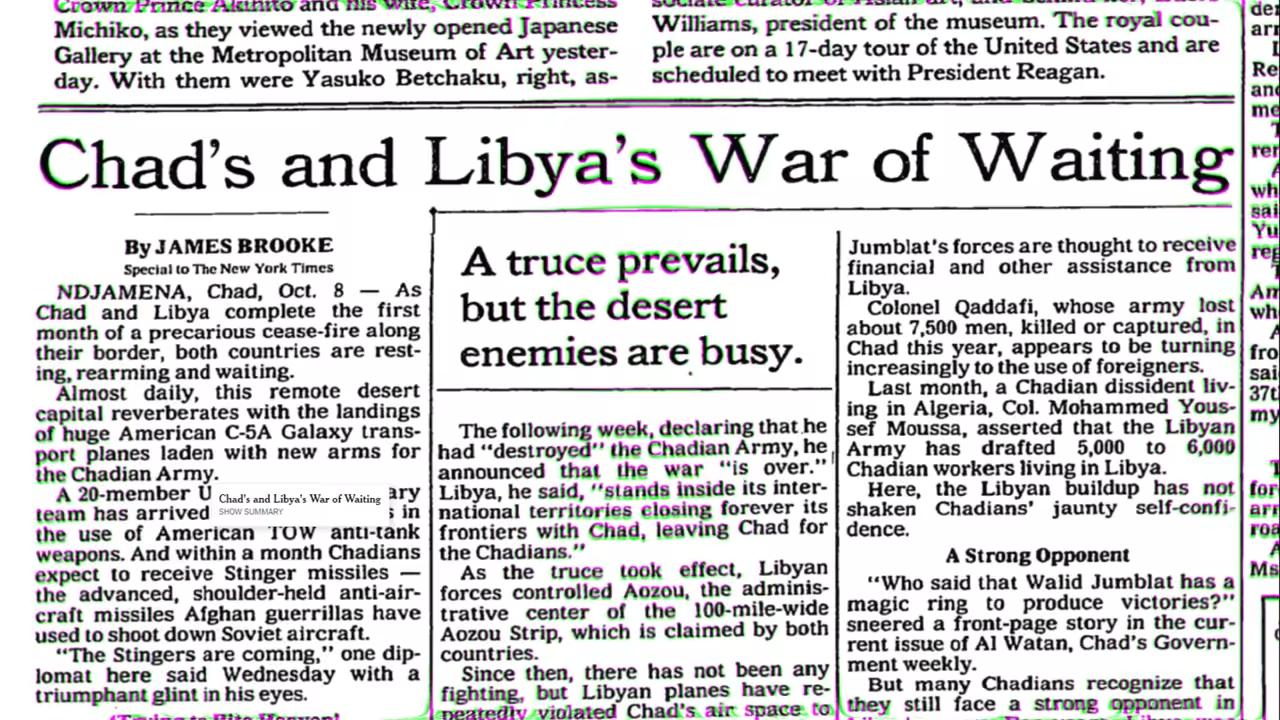 Crown Prince Akihito and his wife, Crown Princess
Michiko, as they viewed the newly opened Japanese
Gallery at the Metropolitan Museum of Art yester-
day. With them were Yasuko Betchaku, right, as-
Williams, president of the museum. The royal cou-
ple are on a 17-day tour of the United States and are
scheduled to meet with President Reagan.
Chad's and Libya's War of Waiting
By JAMES BROOKE
Special to The New York Times
NDJAMENA, Chad, Oct. 8 — As
Chad and Libya complete the first
month of a precarious cease-fire along
their border, both countries are rest-
ing, rearming and waiting.
Almost daily, this remote desert
capital reverberates with the landings
of huge American C-5A Galaxy trans-
port planes laden with new arms for
the Chadian Army.
A 20-member U ary
team has arrived s in
the use of American TOW anti-tank
weapons. And within a month Chadians
expect to receive Stinger missiles —
the advanced, shoulder-held anti-air-
craft missiles Afghan guerrillas have
used to shoot down Soviet aircraft.
"The Stingers are coming," one dip-
lomat here said Wednesday with a
triumphant glint in his eyes.
Chad's and Libya's War of Waiting
SHOW SUMMARY
A truce prevails,
but the desert
enemies are busy.
The following week, declaring that he
had "destroyed" the Chadian Army, he
announced that the war "is over."
Libya, he said, "stands inside its inter-
national territories closing forever its
frontiers with Chad, leaving Chad for
the Chadians."
As the truce took effect, Libyan
forces controlled Aozou, the adminis-
trative center of the 100-mile-wide
Aozou Strip, which is claimed by both
countries.
Since then, there has not been any
fighting, but Libyan planes have re-
peatedly violated Chad's air space to
Jumblat's forces are thought to receive
financial and other assistance from
Libya.
Colonel Qaddafi, whose army lost
about 7,500 men, killed or captured, in
Chad this year, appears to be turning
increasingly to the use of foreigners.
Last month, a Chadian dissident liv-
ing in Algeria, Col. Mohammed Yous-
sef Moussa, asserted that the Libyan
Army has drafted 5,000 to 6,000
Chadian workers living in Libya.
Here, the Libyan buildup has not
shaken Chadians' jaunty self-confi-
dence.
A Strong Opponent
"Who said that Walid Jumblat has a
magic ring to produce victories?"
sneered a front-page story in the cur-
rent issue of Al Watan, Chad's Govern-
ment weekly.
But many Chadians recognize that
they still face a strong opponent in